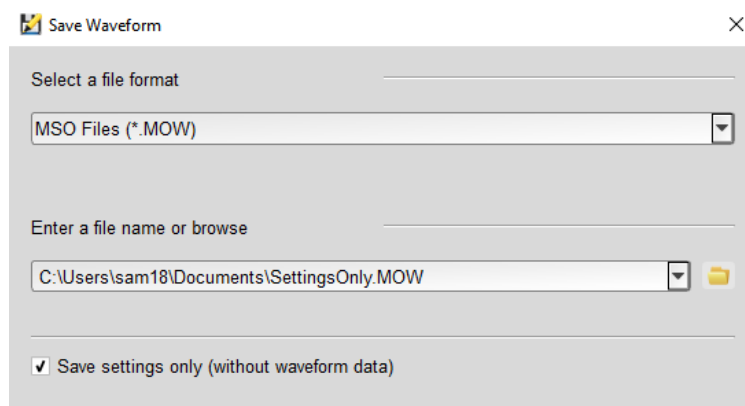 Save Waveform
Select a file format
MSO Files (*.MOW)
Enter a file name or browse
C:\Users\sam18\Documents\SettingsOnly.MOW
Save settings only (without waveform data)